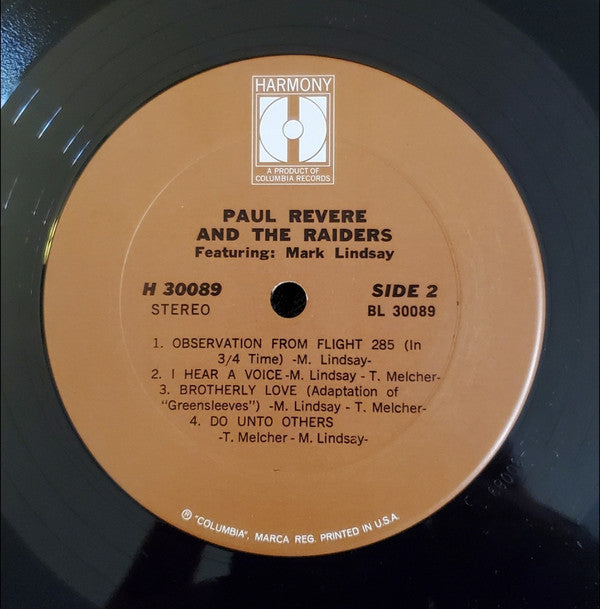 HARMONY
A PRODUCT OF
COLUMBIA RECORDS
PAUL REVERE
AND THE RAIDERS
Featuring: Mark Lindsay
H 30089
SIDE 2
STEREO
BL 30089
1. OBSERVATION FROM FLIGHT 285 (In
3/4 Time) -M. Lindsay-
2. I HEAR A VOICE-M. Lindsay - T. Melcher-
3. BROTHERLY LOVE (Adaptation of
"Greensleeves") -M. Lindsay - T. Melcher-
4. DO UNTO OTHERS
-T. Melcher - M. Lindsay-
Ⓡ "COLUMBIA", MARCA REG. PRINTED IN U.S.A.